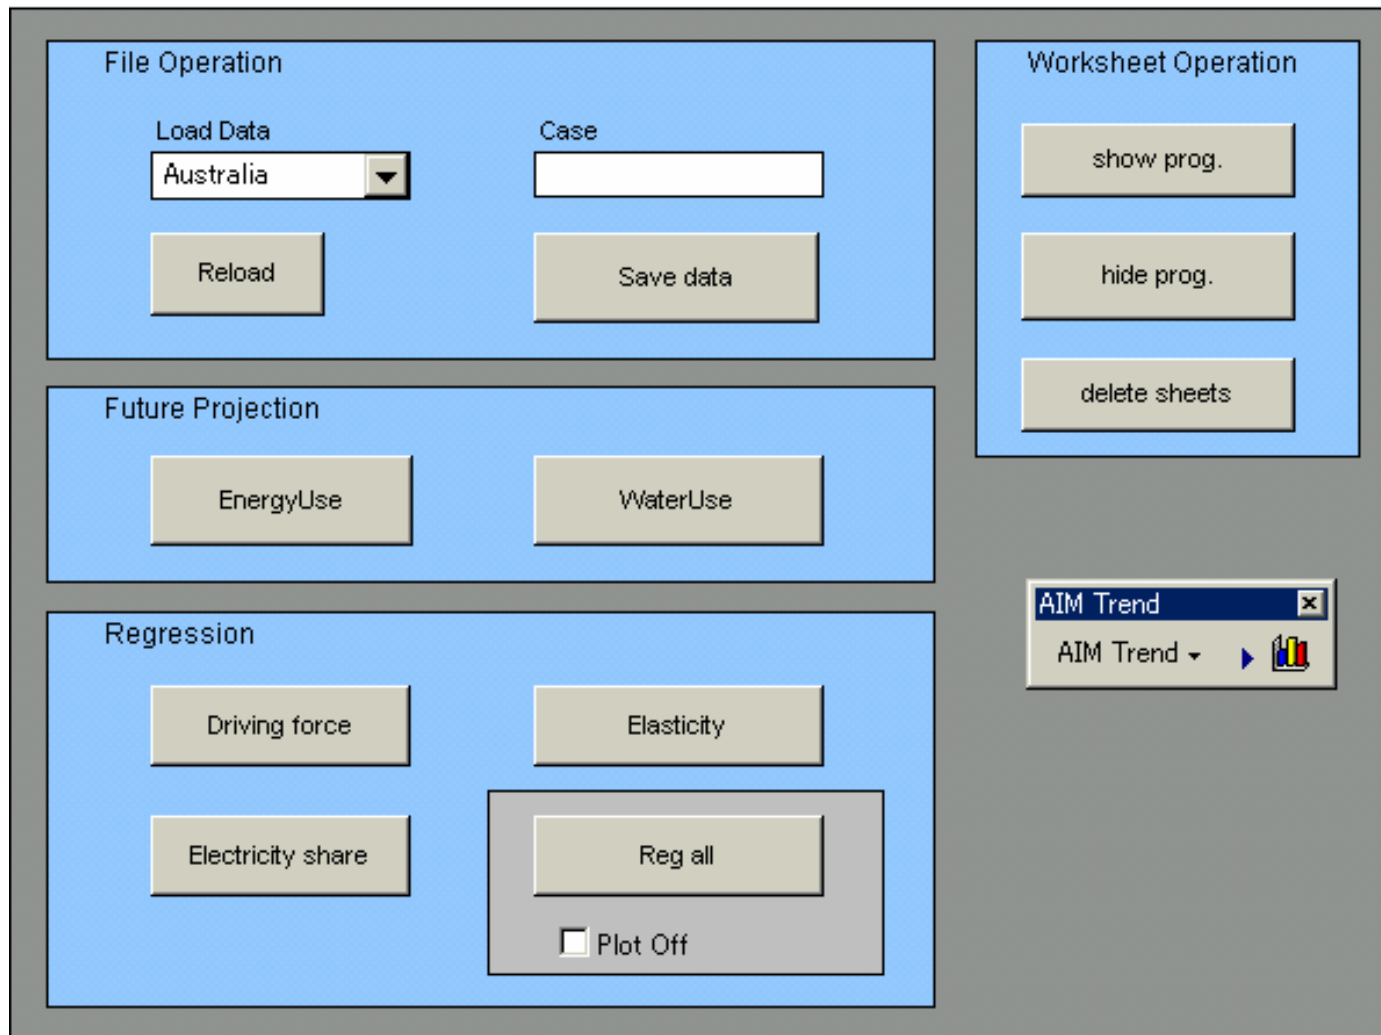 File Operation
Load Data
Case
Australia
Reload
Save data
Future Projection
EnergyUse
WaterUse
Regression
Driving force
Elasticity
Electricity share
Reg all
Plot Off
Worksheet Operation
show prog.
hide prog.
delete sheets
AIM Trend
AIM Trend